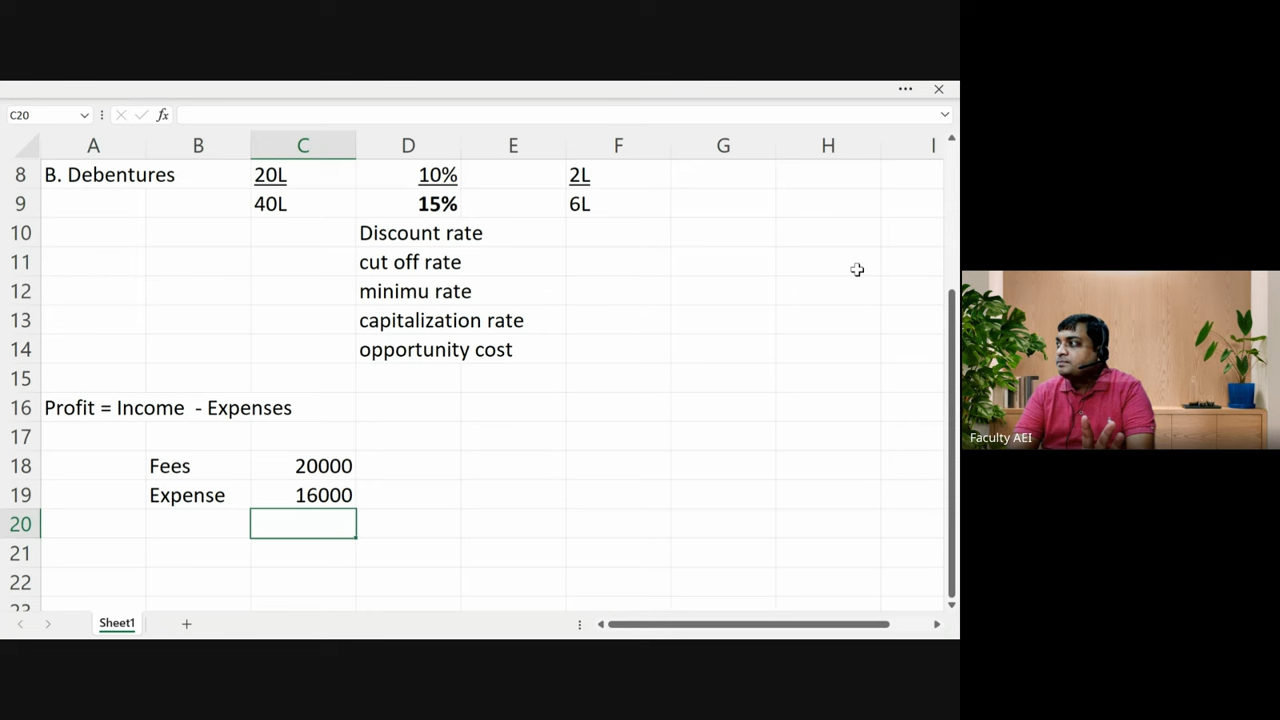 C20
fx
A B C D E F G H I
8 B. Debentures 20L 10% 2L
9 40L 15% 6L
10 Discount rate
11 cut off rate
12 minimu rate
13 capitalization rate
14 opportunity cost
15
16 Profit = Income - Expenses
17
18 Fees 20000
19 Expense 16000
20
21
22
23
Sheet1
Faculty AEI